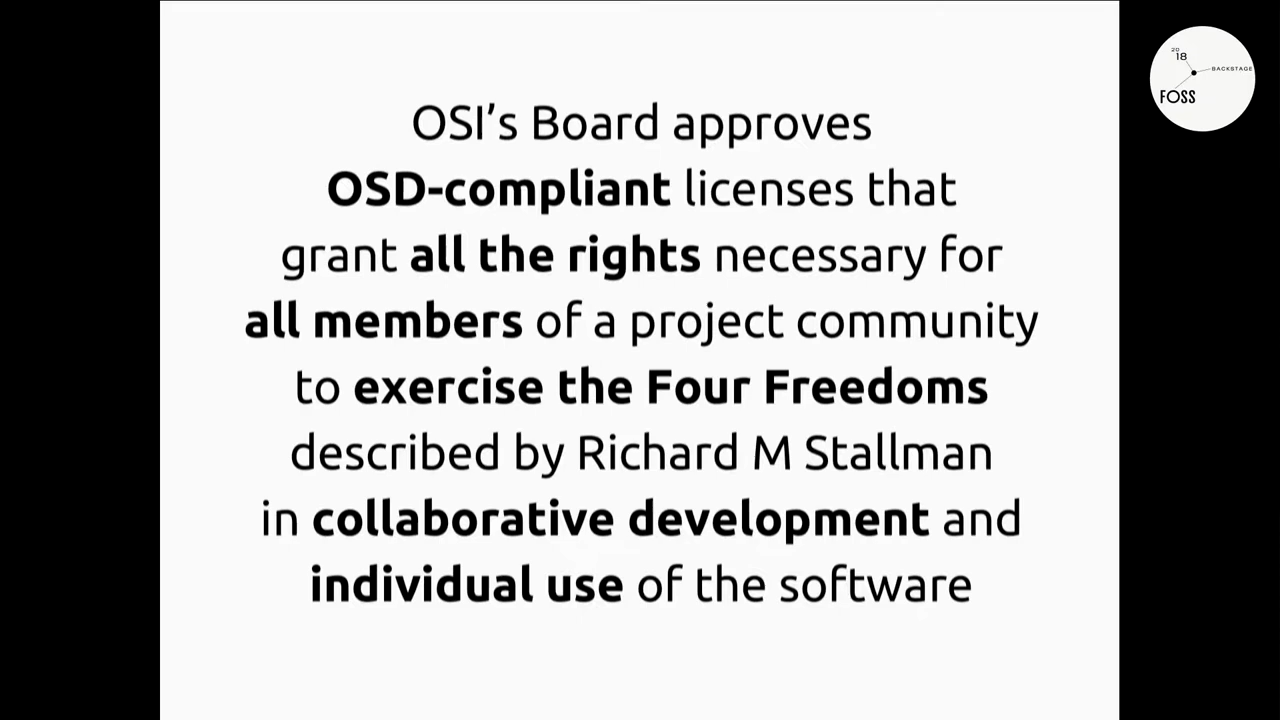 OSI’s Board approves
OSD-compliant licenses that
grant all the rights necessary for
all members of a project community
to exercise the Four Freedoms
described by Richard M Stallman
in collaborative development and
individual use of the software
20
18
BACKSTAGE
FOSS